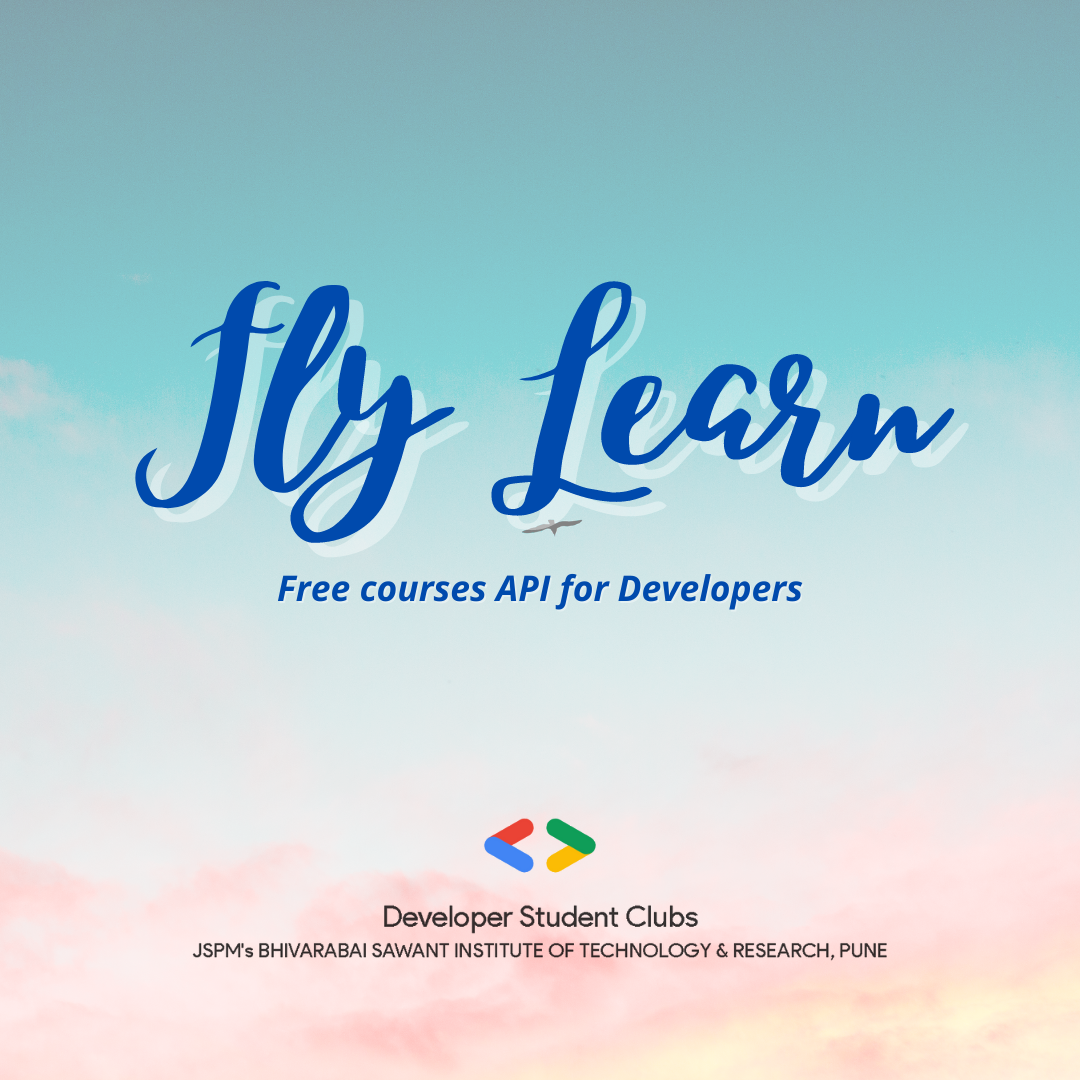 Fly Learn
Free courses API for Developers
Developer Student Clubs
JSPM's BHIVARABAI SAWANT INSTITUTE OF TECHNOLOGY & RESEARCH, PUNE